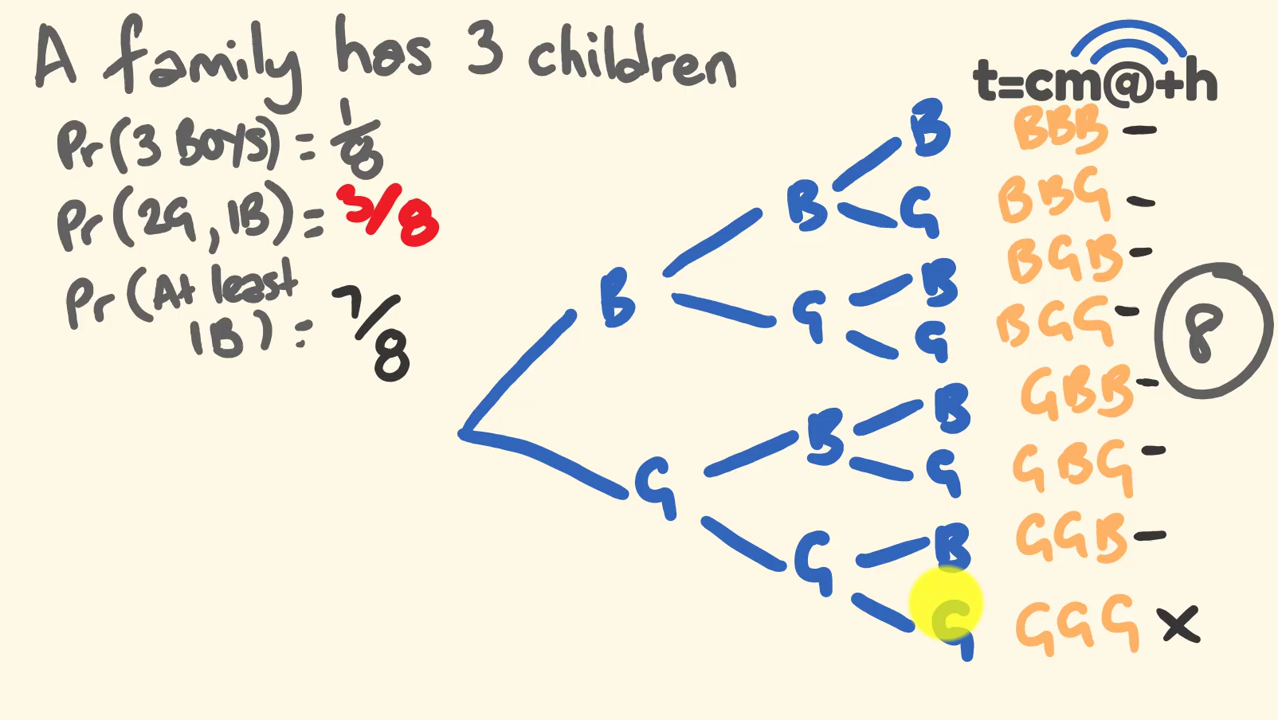 A family has 3 children
t=cm@+h
Pr(3 Boys) = 1/8
Pr(2G, 1B) = 3/8
Pr(At least
1B) = 7/8
B
G
B
G
B
G
B
G
B
G
B
G
B
G
BBB –
BBG –
BGB –
BGG –
GBB –
GBG –
GGB –
GGG x
8